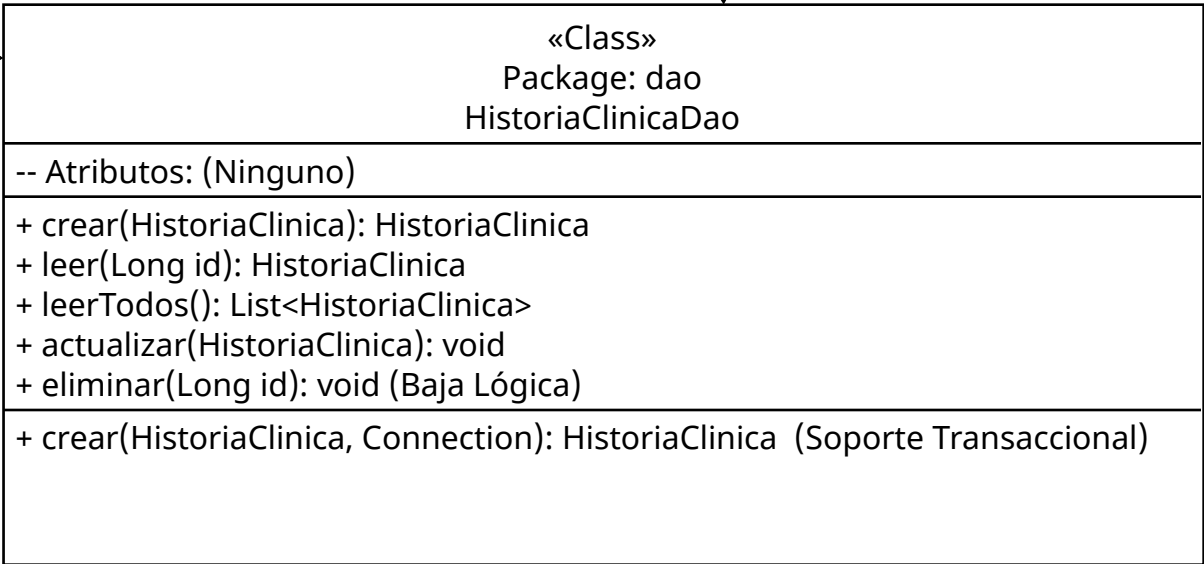 «Class»
Package: dao
HistoriaClinicaDao
-- Atributos: (Ninguno)
+ crear(HistoriaClinica): HistoriaClinica
+ leer(Long id): HistoriaClinica
+ leerTodos(): List<HistoriaClinica>
+ actualizar(HistoriaClinica): void
+ eliminar(Long id): void (Baja Lógica)
+ crear(HistoriaClinica, Connection): HistoriaClinica  (Soporte Transaccional)